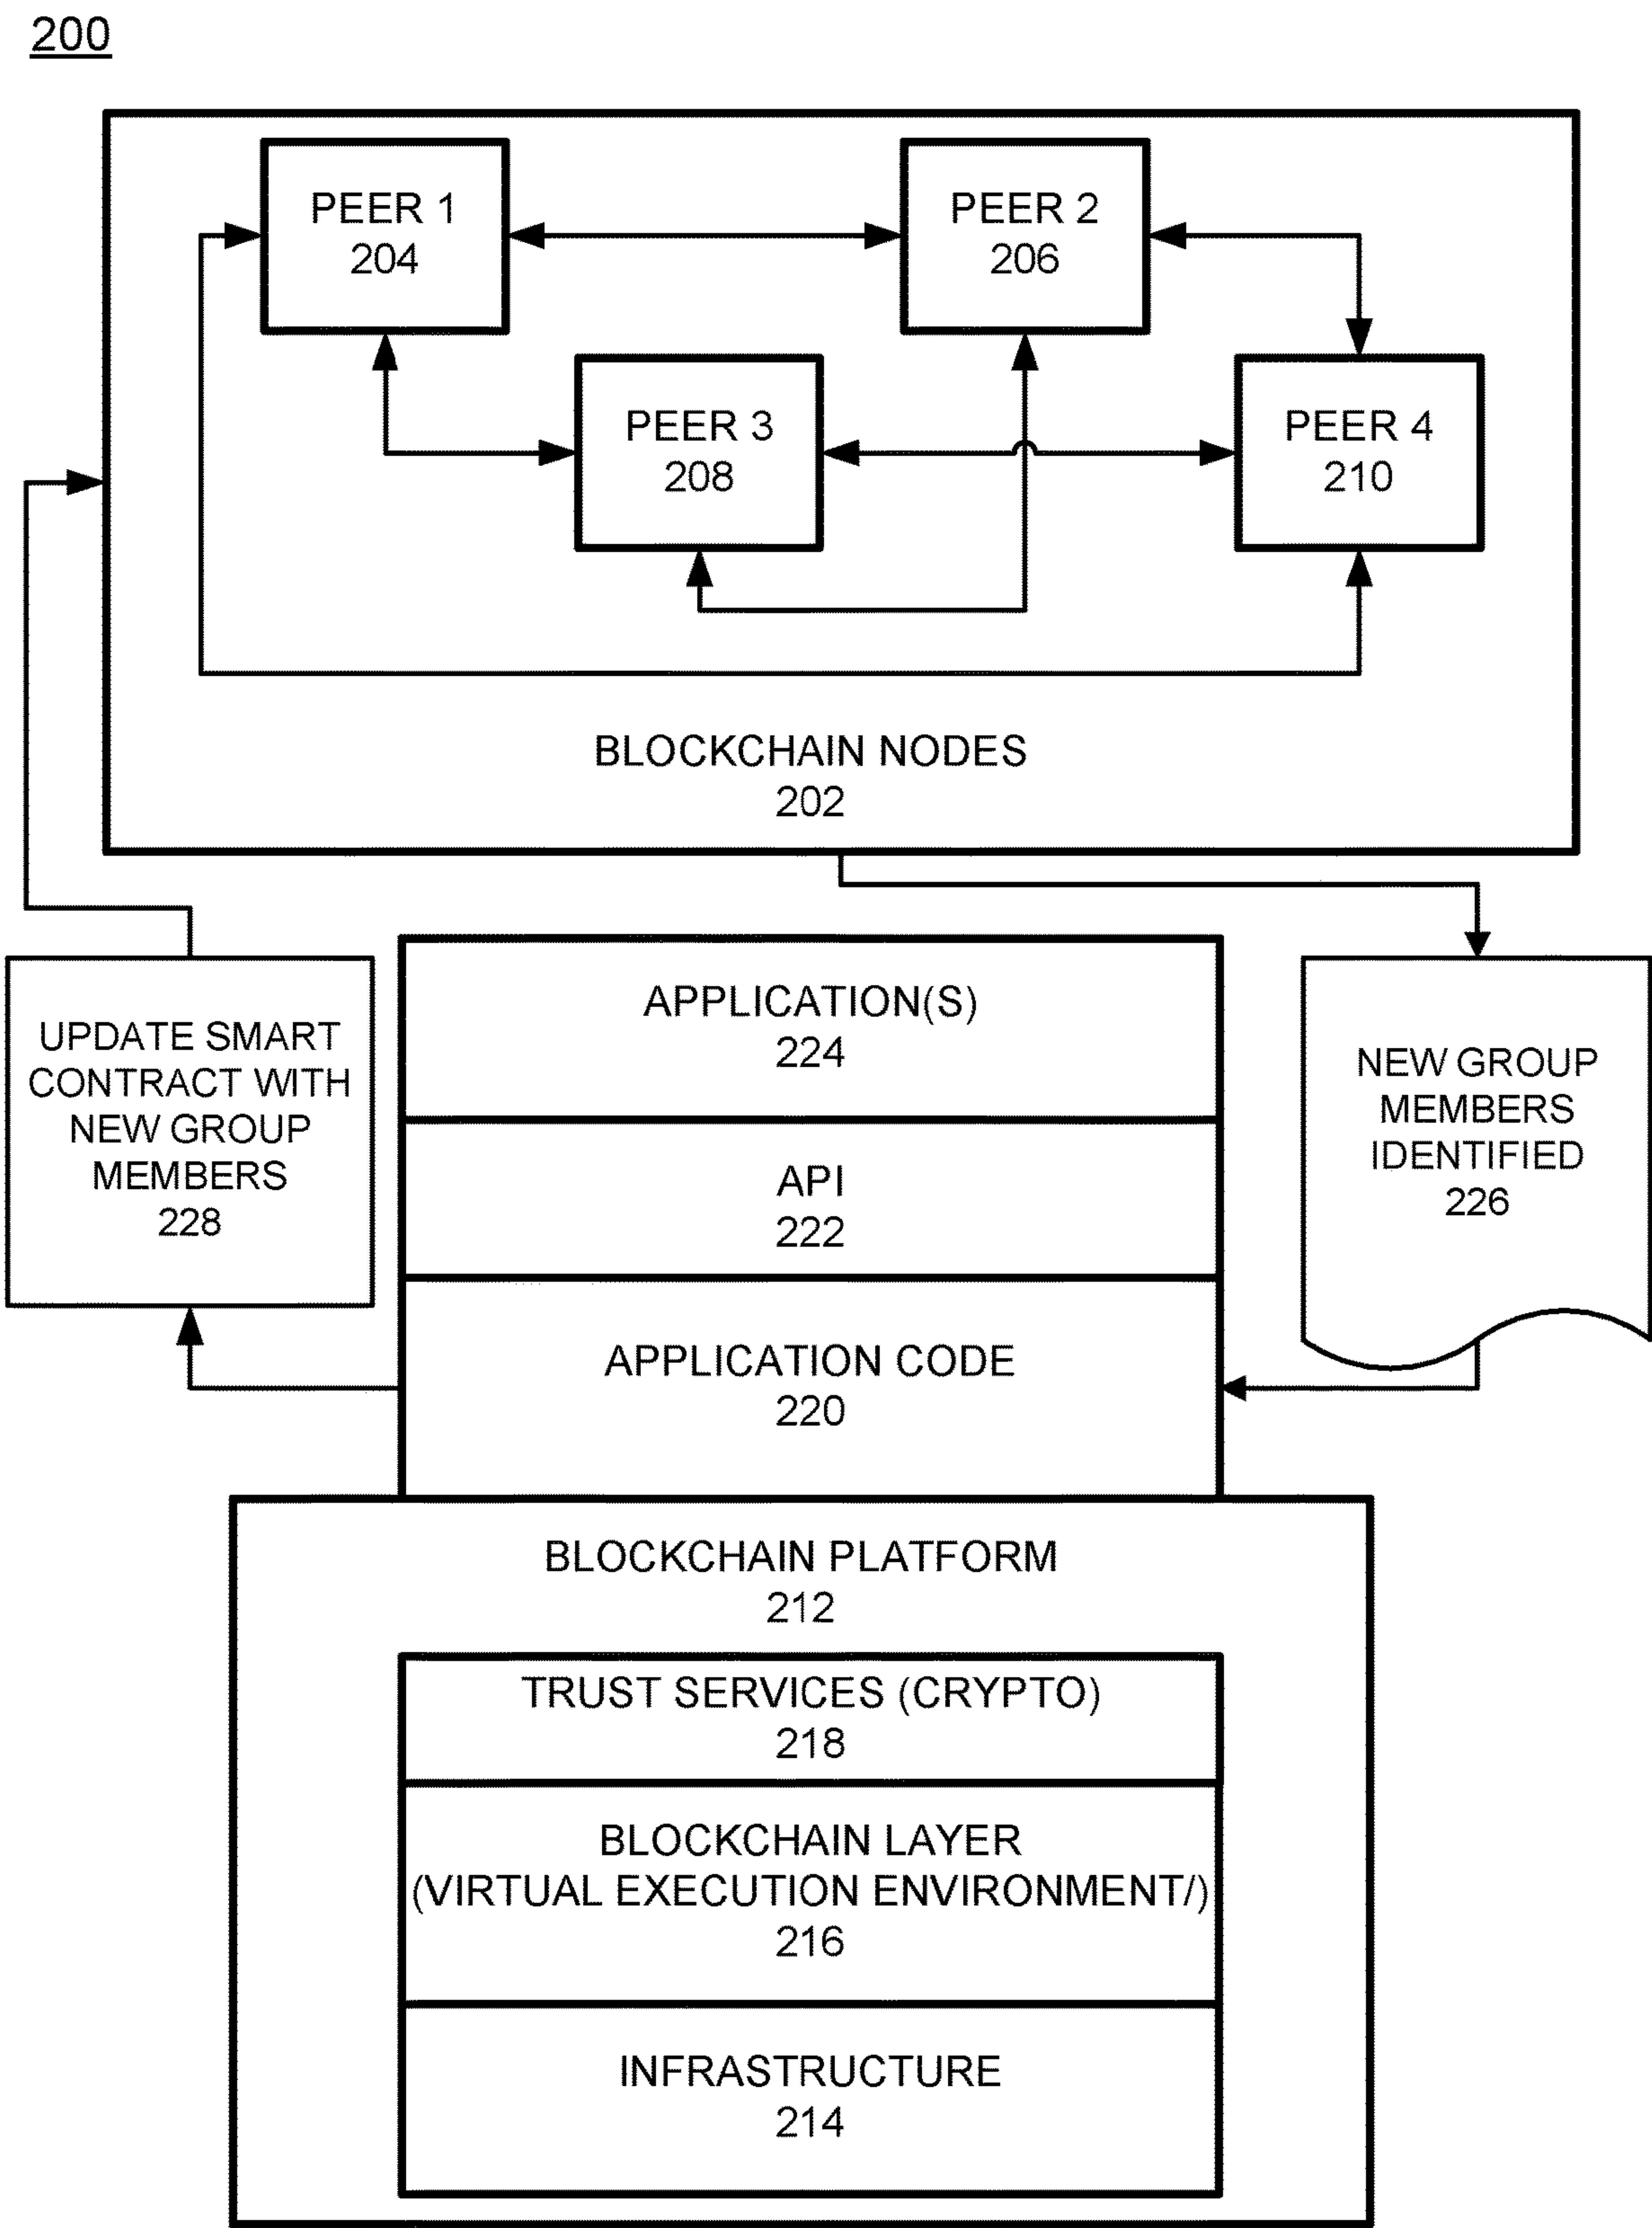 200
PEER 1
204
PEER 2
206
PEER 3
208
PEER 4
210
BLOCKCHAIN NODES
202
UPDATE SMART
CONTRACT WITH
NEW GROUP
MEMBERS
228
APPLICATION(S)
224
API
222
APPLICATION CODE
220
NEW GROUP
MEMBERS
IDENTIFIED
226
BLOCKCHAIN PLATFORM
212
TRUST SERVICES (CRYPTO)
218
BLOCKCHAIN LAYER
(VIRTUAL EXECUTION ENVIRONMENT/)
216
INFRASTRUCTURE
214